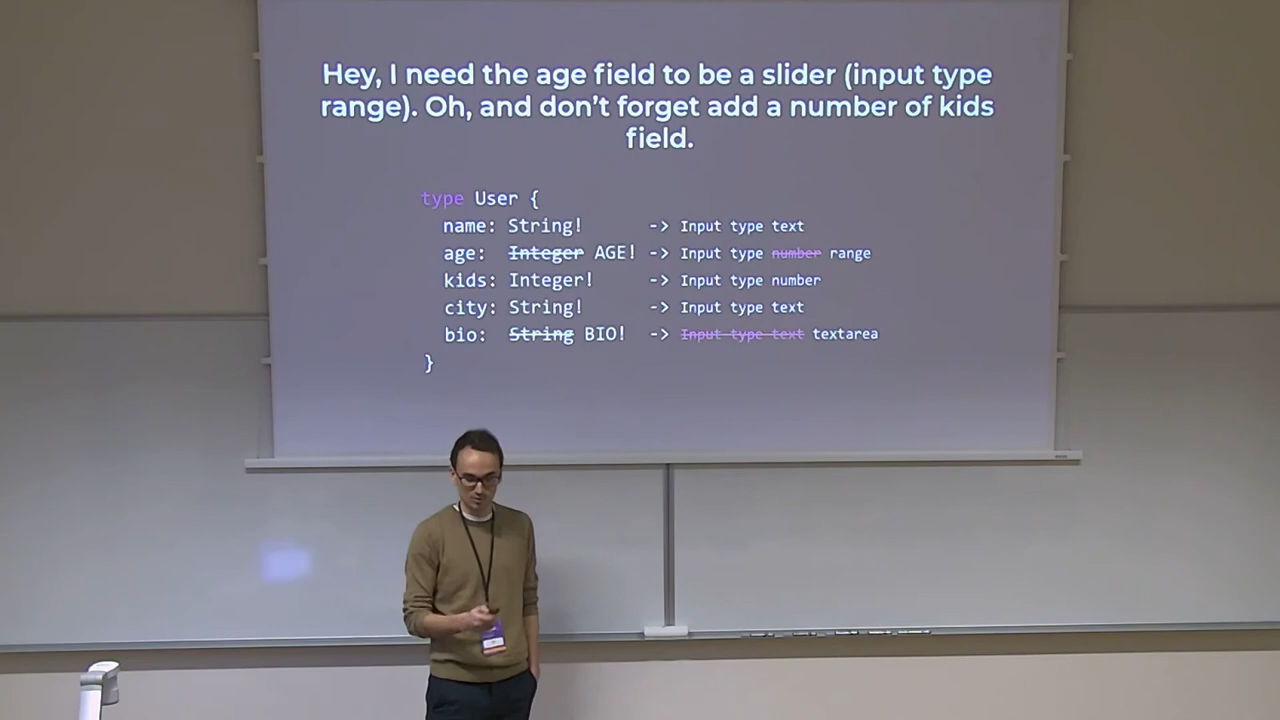 Hey, I need the age field to be a slider (input type
range). Oh, and don't forget add a number of kids
field.
type User {
name: String! -> Input type text
age: Integer AGE! -> Input type number range
kids: Integer! -> Input type number
city: String! -> Input type text
bio: String BIO! -> Input type text textarea
}